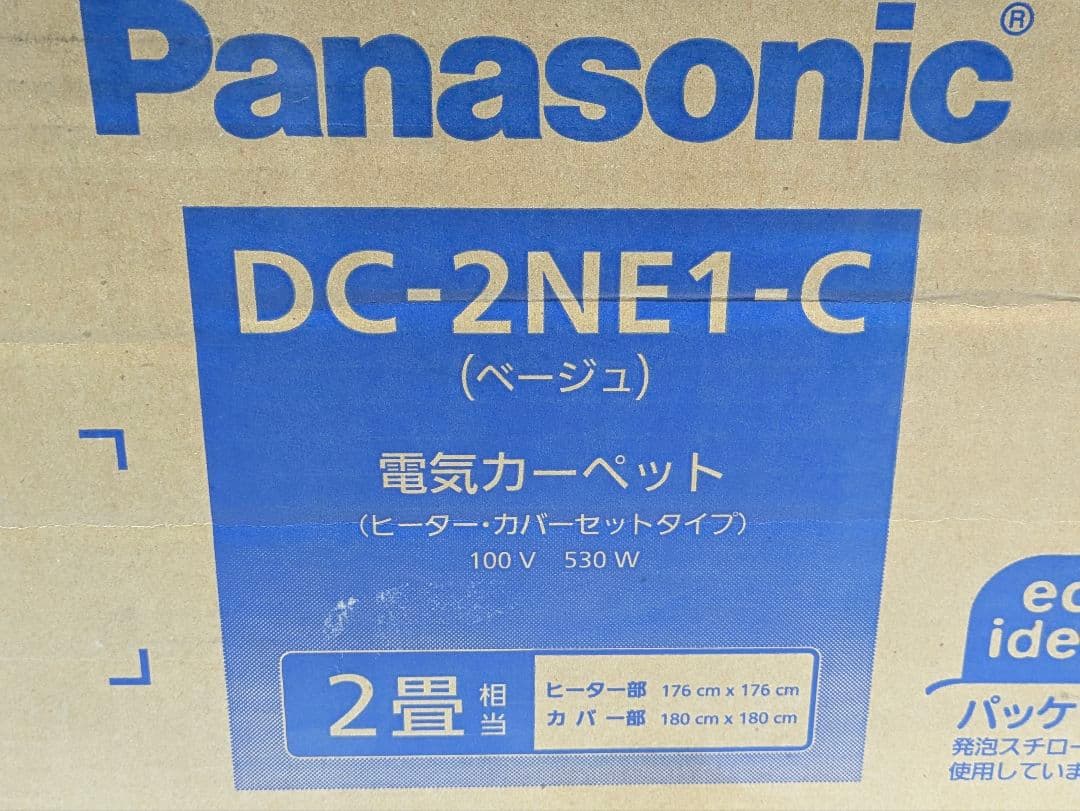 Panasonic®
DC-2NE1-C
(ベージュ)
電気カーペット
(ヒーター・カバーセットタイプ)
100 V 530 W
2畳相当
ヒーター部 176 cm x 176 cm
カバー部 180 cm x 180 cm
ide
パッケ
発泡スチロー
使用していま